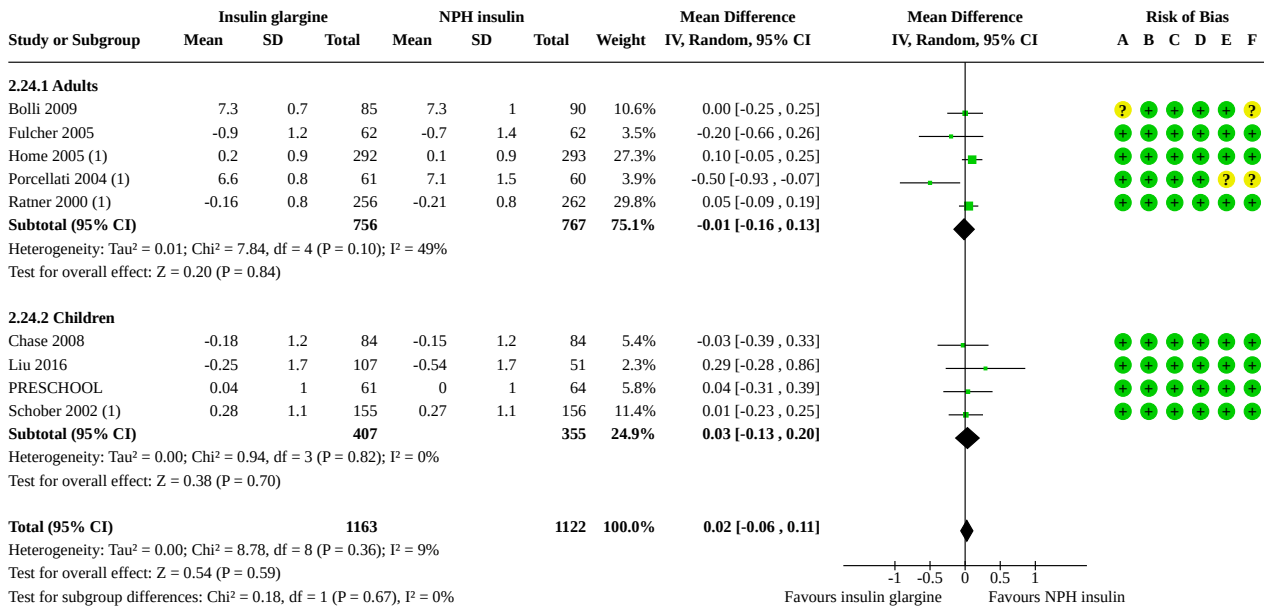 Insulin glargine NPH insulin Mean Difference Mean Difference Risk of Bias
Study or Subgroup Mean SD Total Mean SD Total Weight IV, Random, 95% CI IV, Random, 95% CI A B C D E F
2.24.1 Adults
Bolli 2009 7.3 0.7 85 7.3 1 90 10.6% 0.00 [-0.25 , 0.25] ? + + + + ?
Fulcher 2005 -0.9 1.2 62 -0.7 1.4 62 3.5% -0.20 [-0.66 , 0.26] + + + + + +
Home 2005 (1) 0.2 0.9 292 0.1 0.9 293 27.3% 0.10 [-0.05 , 0.25] + + + + + +
Porcellati 2004 (1) 6.6 0.8 61 7.1 1.5 60 3.9% -0.50 [-0.93 , -0.07] + + + + ? ?
Ratner 2000 (1) -0.16 0.8 256 -0.21 0.8 262 29.8% 0.05 [-0.09 , 0.19] + + + + + +
Subtotal (95% CI) 756 767 75.1% -0.01 [-0.16 , 0.13]
Heterogeneity: Tau² = 0.01; Chi² = 7.84, df = 4 (P = 0.10); I² = 49%
Test for overall effect: Z = 0.20 (P = 0.84)
2.24.2 Children
Chase 2008 -0.18 1.2 84 -0.15 1.2 84 5.4% -0.03 [-0.39 , 0.33] + + + + + +
Liu 2016 -0.25 1.7 107 -0.54 1.7 51 2.3% 0.29 [-0.28 , 0.86] + + + + + +
PRESCHOOL 0.04 1 61 0 1 64 5.8% 0.04 [-0.31 , 0.39] + + + + + +
Schober 2002 (1) 0.28 1.1 155 0.27 1.1 156 11.4% 0.01 [-0.23 , 0.25] + + + + + +
Subtotal (95% CI) 407 355 24.9% 0.03 [-0.13 , 0.20]
Heterogeneity: Tau² = 0.00; Chi² = 0.94, df = 3 (P = 0.82); I² = 0%
Test for overall effect: Z = 0.38 (P = 0.70)
Total (95% CI) 1163 1122 100.0% 0.02 [-0.06 , 0.11]
Heterogeneity: Tau² = 0.00; Chi² = 8.78, df = 8 (P = 0.36); I² = 9%
Test for overall effect: Z = 0.54 (P = 0.59) -1 -0.5 0 0.5 1
Test for subgroup differences: Chi² = 0.18, df = 1 (P = 0.67), I² = 0% Favours insulin glargine Favours NPH insulin